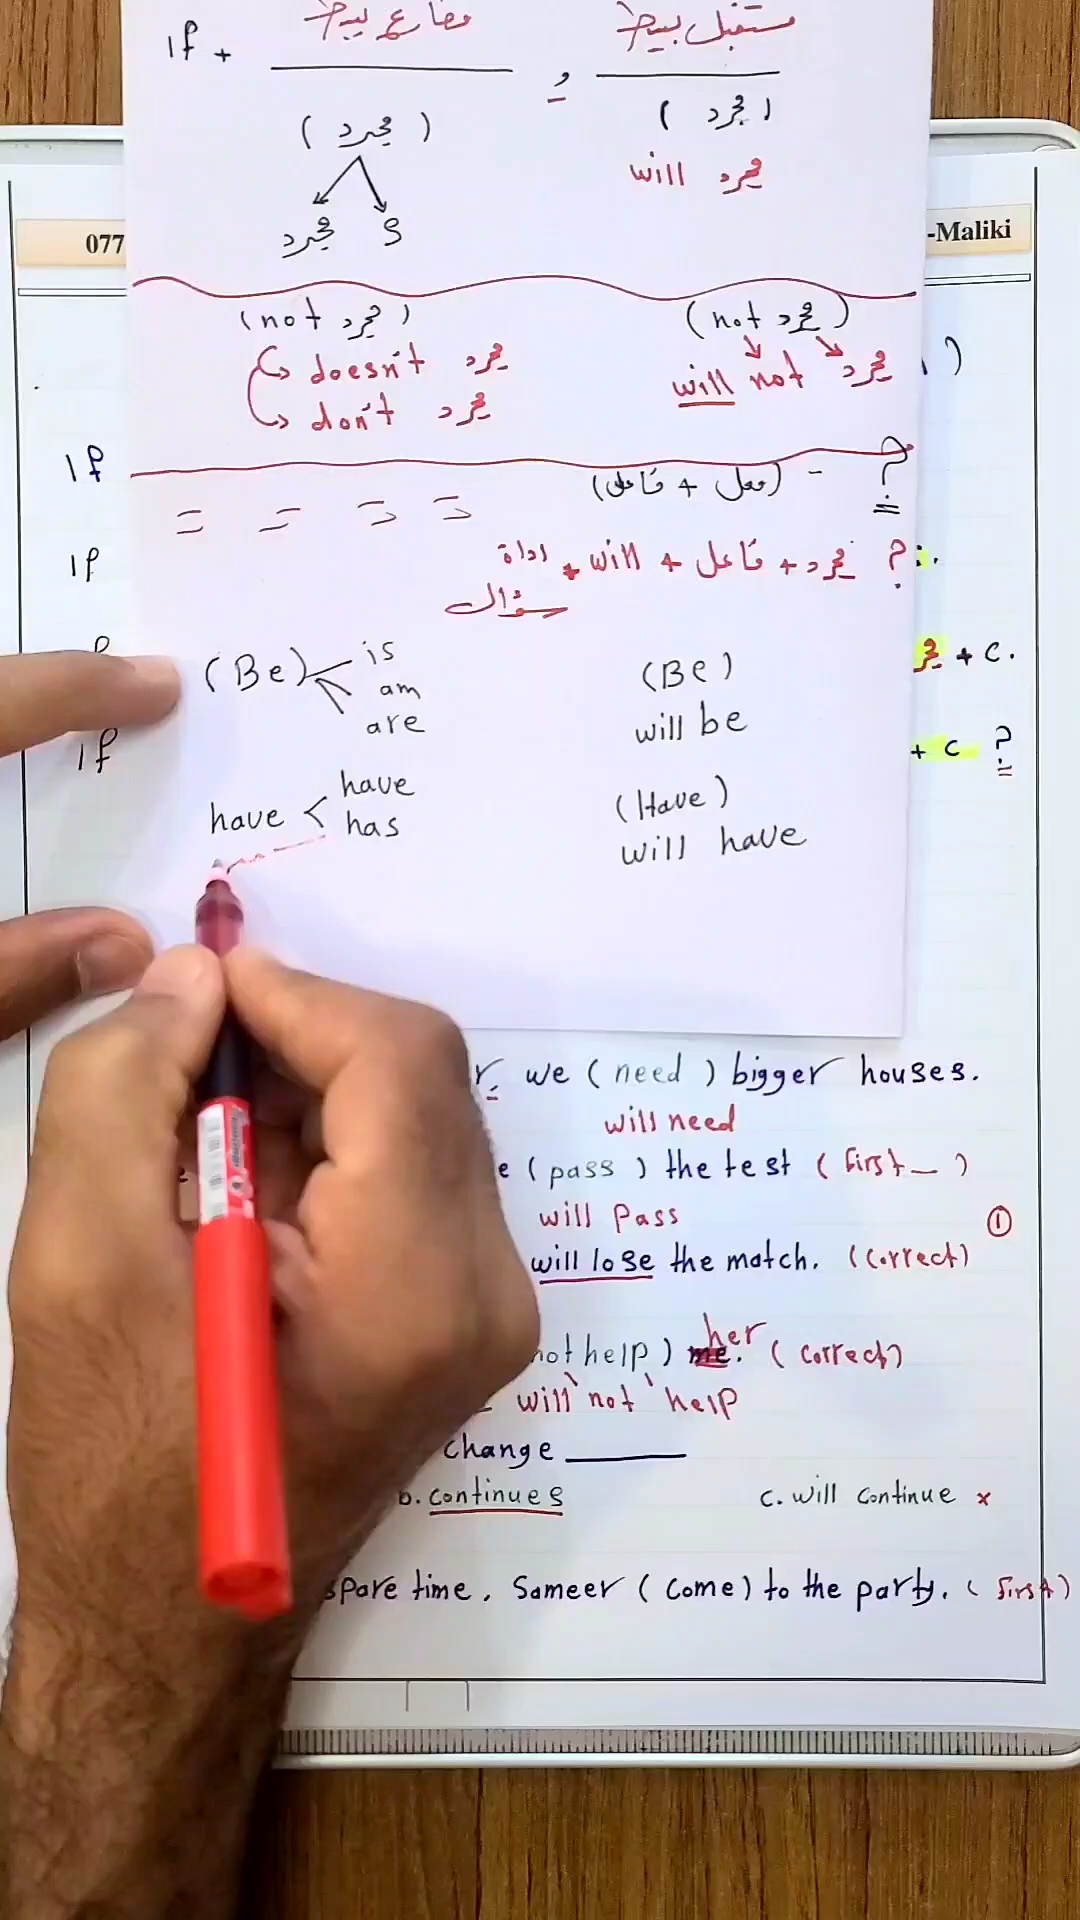 If + مضارع بسيط , مستقبل بسيط
(مجرد) (مجرد)
will مجرد
مجرد S
077
-Maliki
(not مجرد) (not مجرد)
doesn't مجرد
will not مجرد
don't مجرد
If
(فعل + فاعل) - ?
If
اداة سؤال + will + فاعل + مجرد ?
(Be) is
am
are
(Be)
will be
+ C.
If
+ C ?
have have
has
(Have)
will have
we (need) bigger houses.
will need
(pass) the test (first_)
will Pass
①
will lose the match. (correct)
her
not help) me. (correct)
will not help
change ______
b. continues c. will continue x
spare time, Sameer (come) to the party. (first)